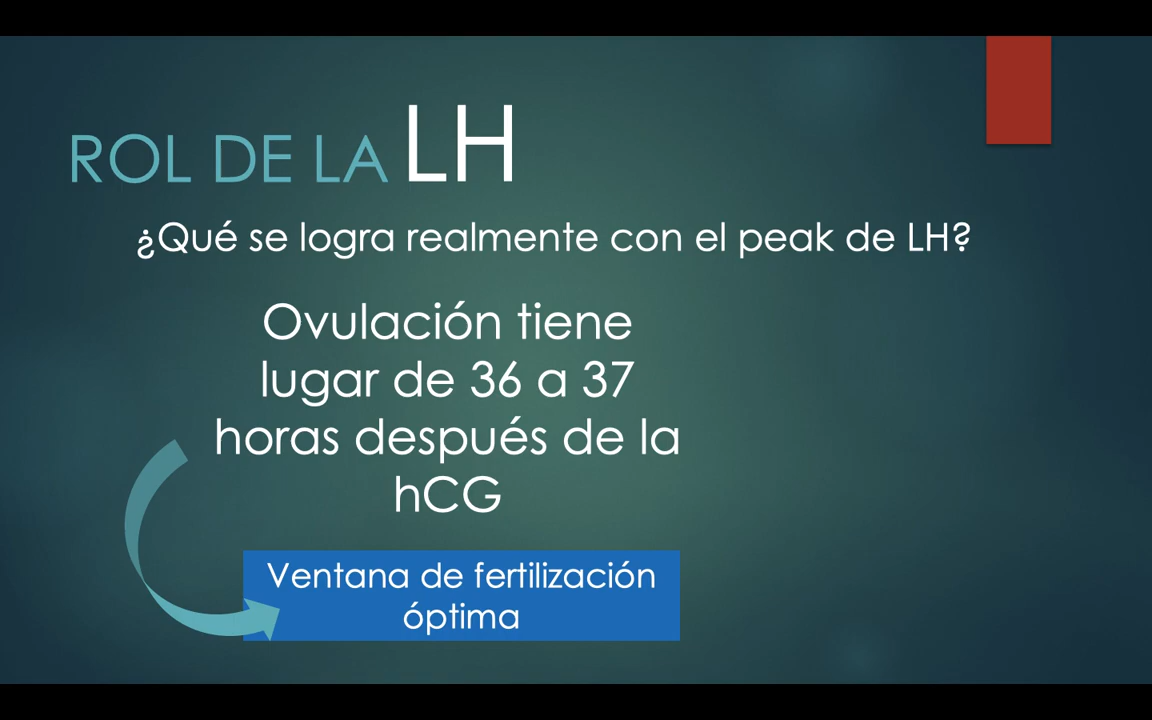 ROL DE LA LH
¿Qué se logra realmente con el peak de LH?
Ovulación tiene
lugar de 36 a 37
horas después de la
hCG
Ventana de fertilización
óptima